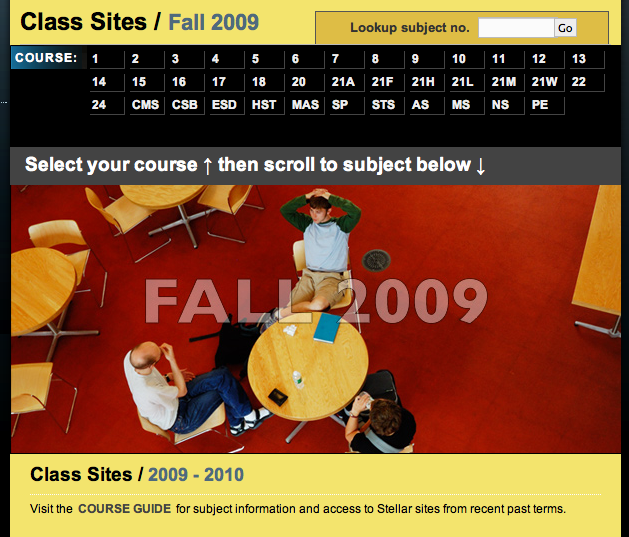 Class Sites / Fall 2009
Lookup subject no. Go
COURSE: 1 2 3 4 5 6 7 8 9 10 11 12 13
14 15 16 17 18 20 21A 21F 21H 21L 21M 21W 22
24 CMS CSB ESD HST MAS SP STS AS MS NS PE
Select your course ↑ then scroll to subject below ↓
FALL 2009
Class Sites / 2009 - 2010
Visit the COURSE GUIDE for subject information and access to Stellar sites from recent past terms.